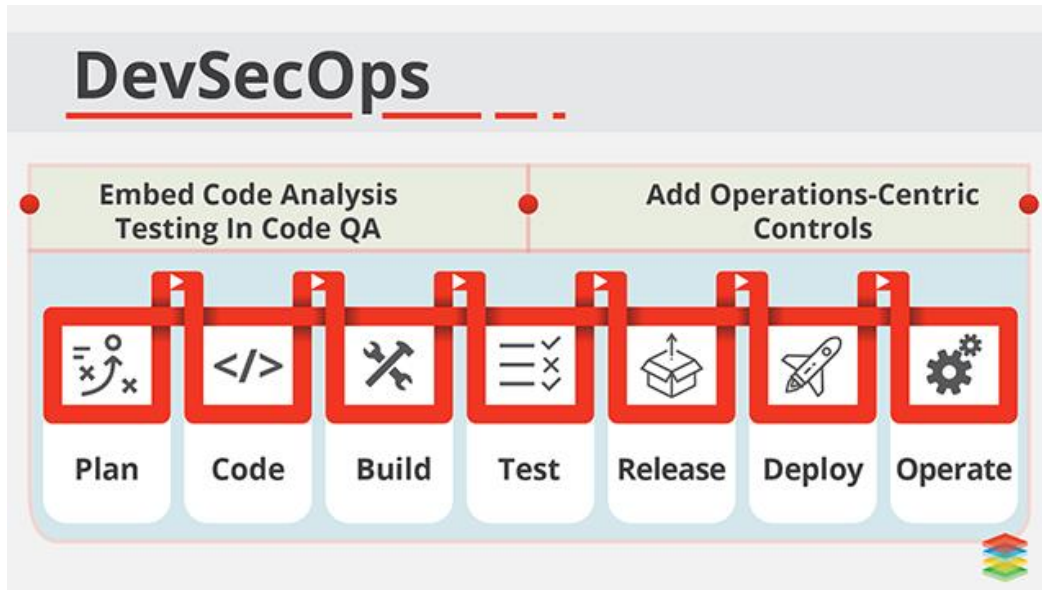 DevSecOps
Embed Code Analysis
Testing In Code QA
Add Operations-Centric
Controls
</>
Plan
Code
Build
Test
Release
Deploy
Operate